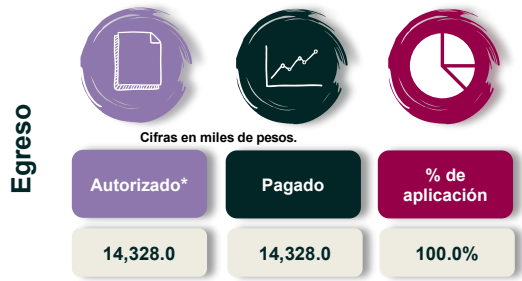 Egreso
Cifras en miles de pesos.
Autorizado*
Pagado
% de
aplicación
14,328.0
14,328.0
100.0%